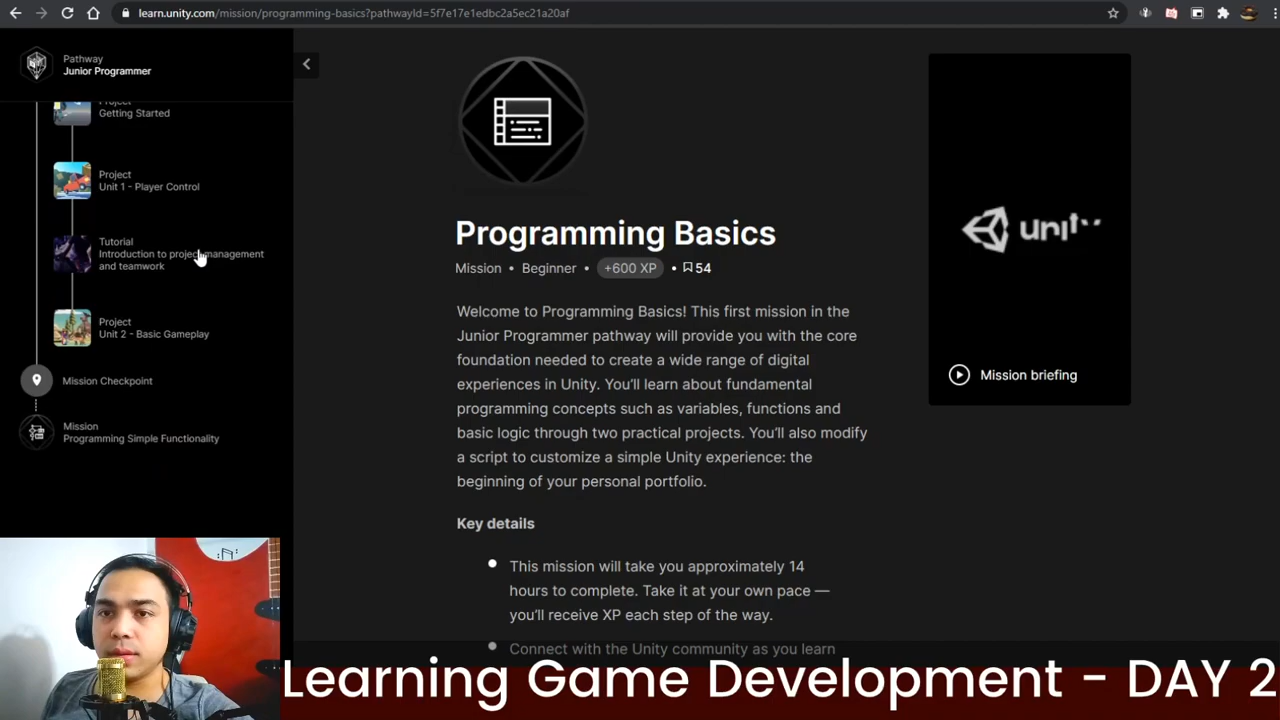 learn.unity.com/mission/programming-basics?pathwayId=5f7e17e1edbc2a5ec21a20af
Pathway
Junior Programmer
Project
Getting Started
Project
Unit 1 - Player Control
Tutorial
Introduction to project management
and teamwork
Project
Unit 2 - Basic Gameplay
Mission Checkpoint
Mission
Programming Simple Functionality
Programming Basics
Mission • Beginner • +600 XP • 54
Welcome to Programming Basics! This first mission in the
Junior Programmer pathway will provide you with the core
foundation needed to create a wide range of digital
experiences in Unity. You'll learn about fundamental
programming concepts such as variables, functions and
basic logic through two practical projects. You'll also modify
a script to customize a simple Unity experience: the
beginning of your personal portfolio.
Key details
This mission will take you approximately 14
hours to complete. Take it at your own pace —
you'll receive XP each step of the way.
Connect with the Unity community as you learn
unity
Mission briefing
Learning Game Development - DAY 2